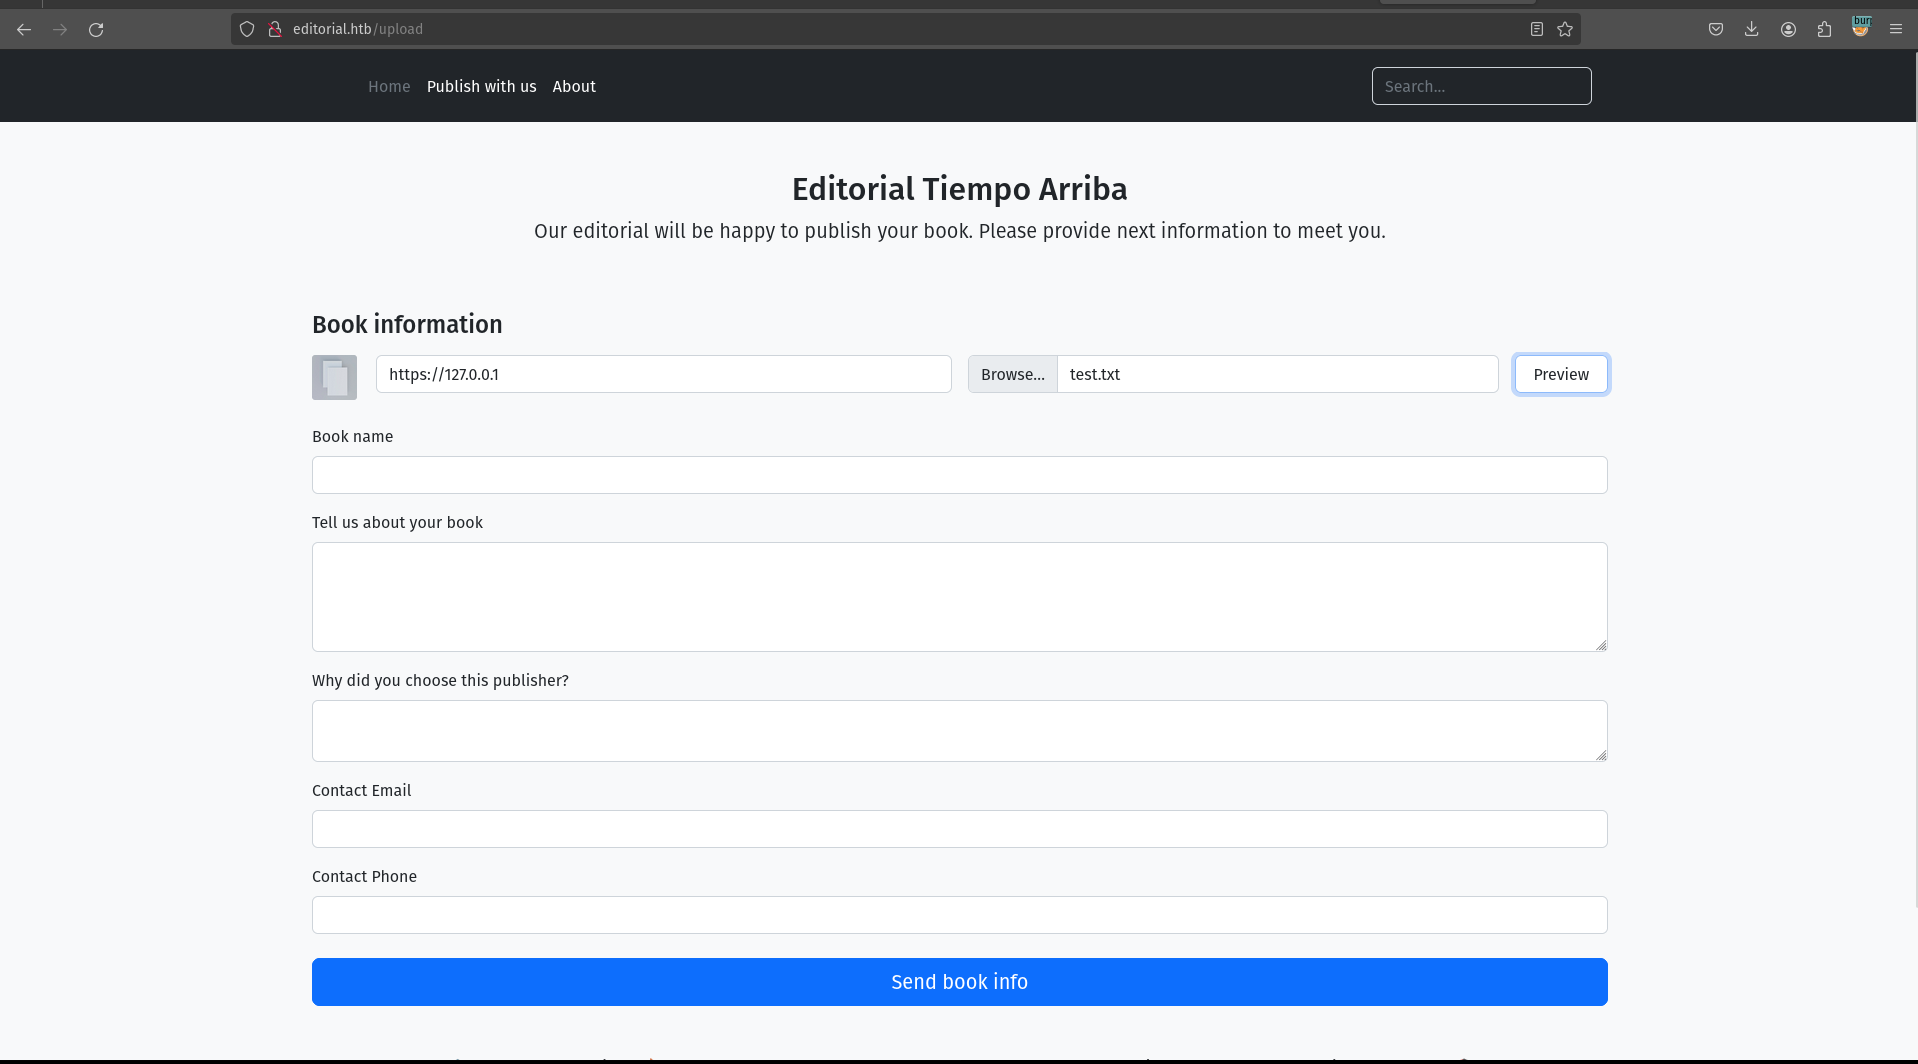 editorial.htb/upload
bur
Home Publish with us About Search...
Editorial Tiempo Arriba
Our editorial will be happy to publish your book. Please provide next information to meet you.
Book information
https://127.0.0.1 Browse... test.txt Preview
Book name
Tell us about your book
Why did you choose this publisher?
Contact Email
Contact Phone
Send book info